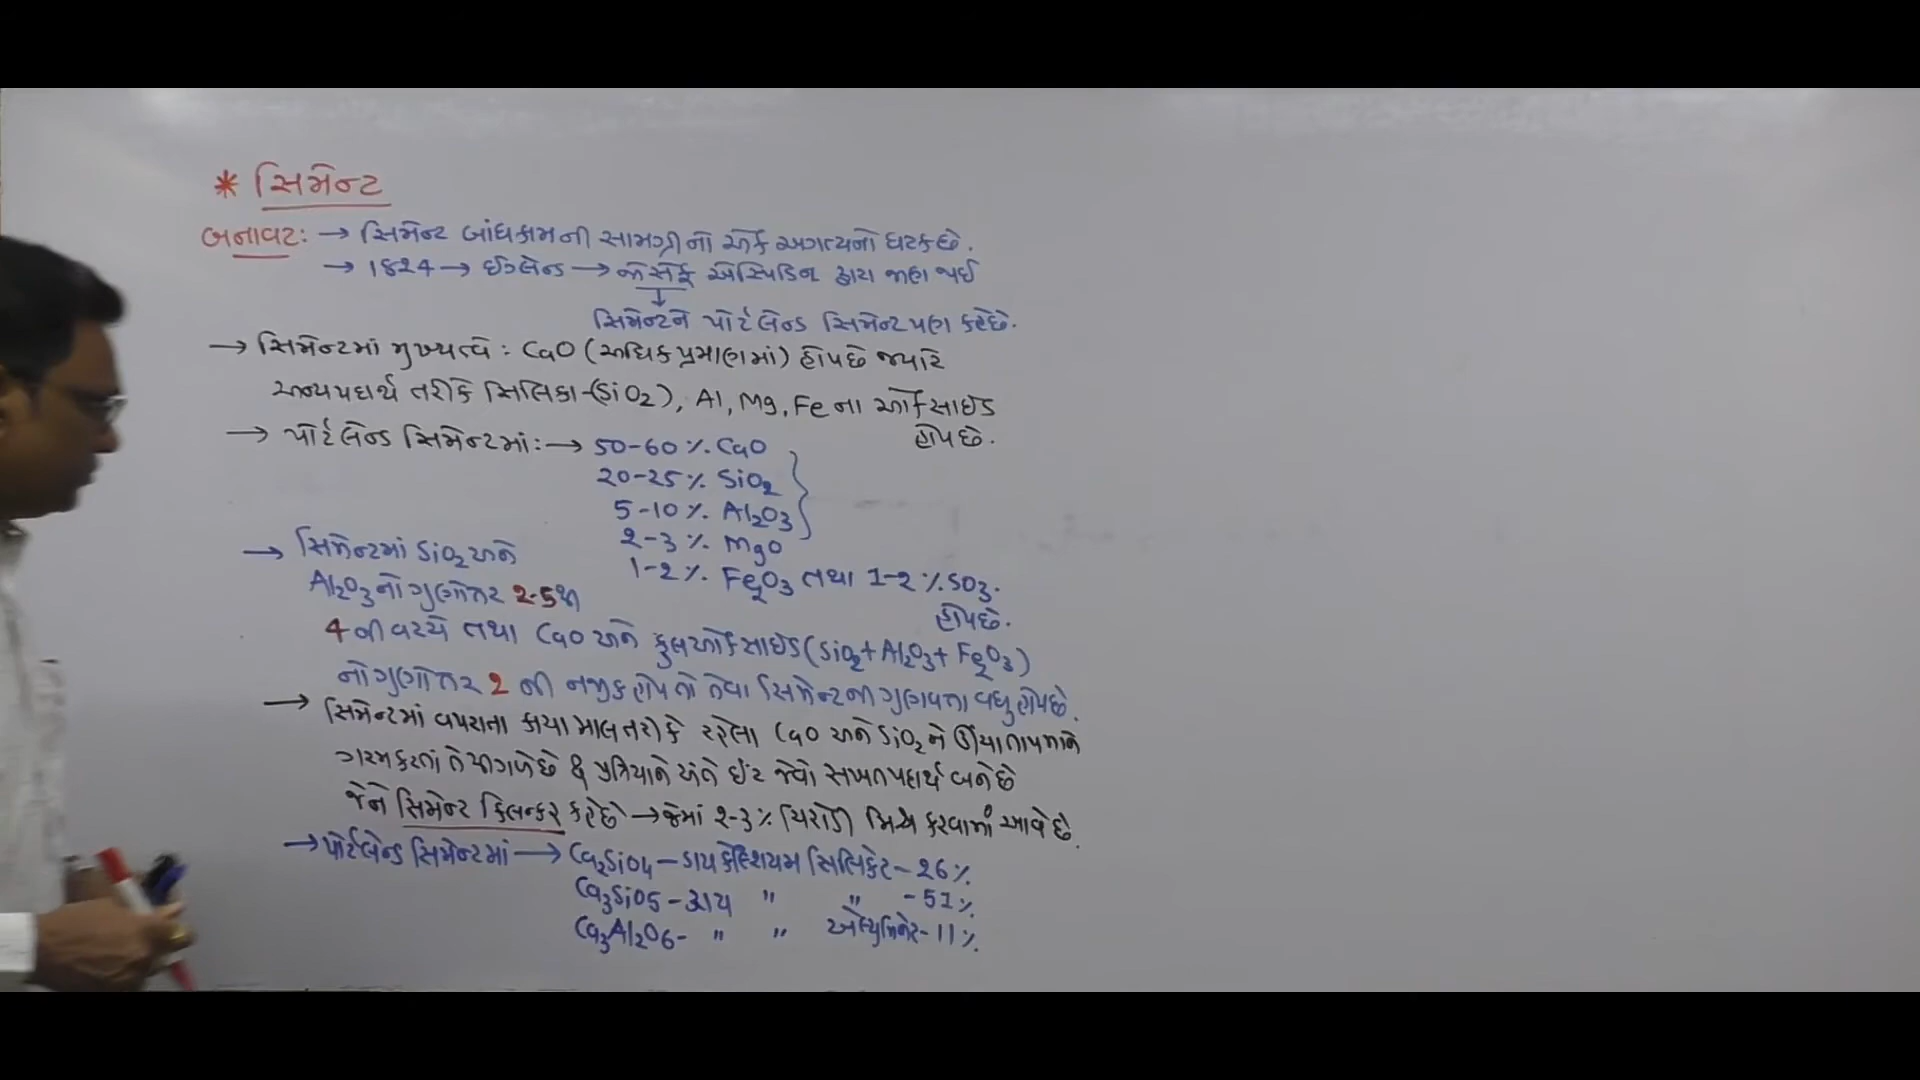 * સિમેન્ટ
બનાવટ: → સિમેન્ટ બાંધકામની સામગ્રીનો એક અગત્યનો ઘટક છે.
→ 1824 → ઈંગ્લેન્ડ → જોસેફ એસ્પિડિન દ્વારા જાણ થઈ
↓
સિમેન્ટને પોર્ટલેન્ડ સિમેન્ટ પણ કહે છે.
→ સિમેન્ટમાં મુખ્યત્વે : CaO (અધિક પ્રમાણમાં) હોય છે જ્યારે
અન્ય પદાર્થ તરીકે સિલિકા-(SiO2), Al, Mg, Fe ના ઓક્સાઇડ
હોય છે.
→ પોર્ટલેન્ડ સિમેન્ટમાં: → 50-60 %. CaO
20-25 %. SiO2
5-10 %. Al2O3
2-3 %. MgO
1-2 %. Fe2O3 તથા 1-2 %. SO3.
હોય છે.
→ સિમેન્ટમાં SiO2 અને
Al2O3 નો ગુણોત્તર 2.5 થી
4 ની વચ્ચે તથા CaO અને કુલ ઓક્સાઇડ (SiO2 + Al2O3 + Fe2O3)
નો ગુણોત્તર 2 ની નજીક હોય તો તેવા સિમેન્ટની ગુણવત્તા વધુ હોય છે.
→ સિમેન્ટમાં વપરાતા કાચા માલ તરીકે રહેલા CaO અને SiO2 ને ઊંચા તાપમાને
ગરમ કરતાં તે પીગળે છે & પ્રક્રિયાને અંતે ઈંટ જેવો સખત પદાર્થ બને છે
જેને સિમેન્ટ કિલન્કર કહે છે → જેમાં 2-3 % ચિરોડી મિશ્ર કરવામાં આવે છે.
→ પોર્ટલેન્ડ સિમેન્ટમાં → Ca2SiO4 - ડાય કેલ્શિયમ સિલિકેટ - 26 %.
Ca3SiO5 - ટ્રાય " " - 51 %.
Ca3Al2O6 - " " એલ્યુમિનેટ - 11 %.